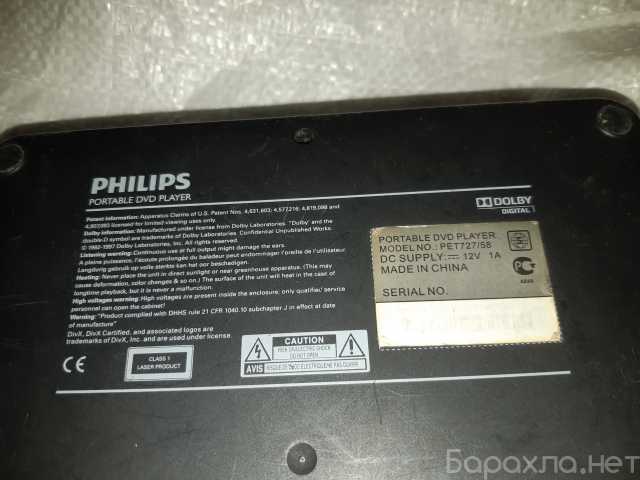 PHILIPS
PORTABLE DVD PLAYER
Patent information: Apparatus Claims of U.S. Patent Nos. 4,631,603; 4,577,216; 4,819,098 and
4,907,093 licensed for limited viewing uses only.
Dolby information: Manufactured under license from Dolby Laboratories. "Dolby" and the
double-D symbol are trademarks of Dolby Laboratories. Confidential Unpublished Works.
© 1992-1997 Dolby Laboratories, Inc. All rights reserved.
Listening warning: Continuous use at full output might damage the ears.
A pleine puissance, l'ecoute prolongée du baladeur peut endommager l'oreille de l'utilisateur.
Langdurig gebruik op volle sterkte kan het oor beschadigen.
Heating: Never place the unit in direct sunlight or near greenhouse apparatus. (This may
cause deformation, color changes & so on.) The surface of the unit will heat in the case of
longtime playback, but it is never a malfunction.
High voltages warning: High voltages are present inside the enclosure, only qualifiec' service
personnel can open the cabinet!
Warning: "Product complied with DHHS rule 21 CFR 1040.10 subchapter J in effect at date
of manufacture"
DivX, DivX Certified, and associated logos are
trademarks of DivX, Inc. and are used under license.
CE
CLASS 1
LASER PRODUCT
CAUTION
RISK OF ELECTRIC SHOCK
DO NOT OPEN
AVIS
RISQUE DE CHOC ELECTRIQUE NE PAS OUVRIR
DOLBY
DIGITAL
PORTABLE DVD PLAYER
MODEL NO.: PET727/58
DC SUPPLY: 12V 1A
MADE IN CHINA
SERIAL NO.
Барахла.нет